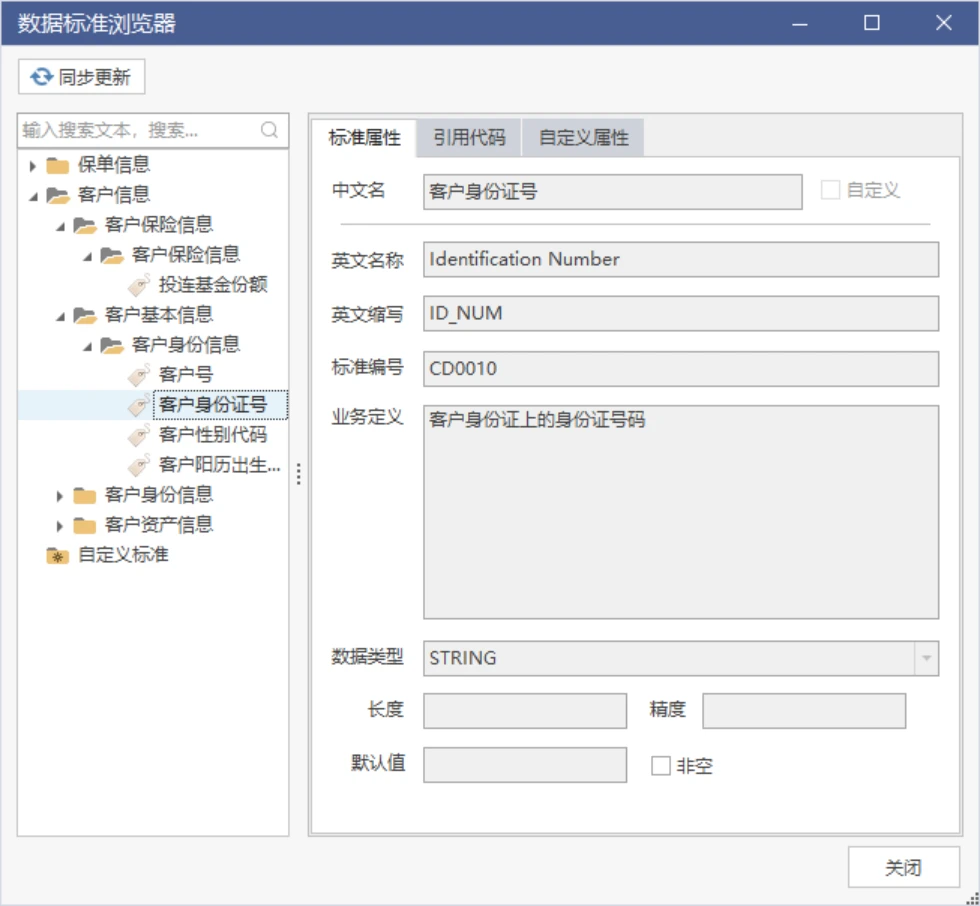 数据标准浏览器
同步更新
输入搜索文本，搜索...
保单信息
客户信息
客户保险信息
客户保险信息
投连基金份额
客户基本信息
客户身份信息
客户号
客户身份证号
客户性别代码
客户阳历出生...
客户身份信息
客户资产信息
自定义标准
标准属性 引用代码 自定义属性
中文名 客户身份证号 自定义
英文名称 Identification Number
英文缩写 ID_NUM
标准编号 CD0010
业务定义 客户身份证上的身份证号码
数据类型 STRING
长度 精度
默认值 非空
关闭